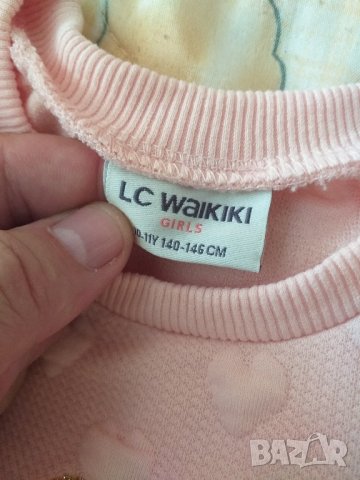 LC WAIKIKI
GIRLS
10-11Y 140-146 CM
BAZAR